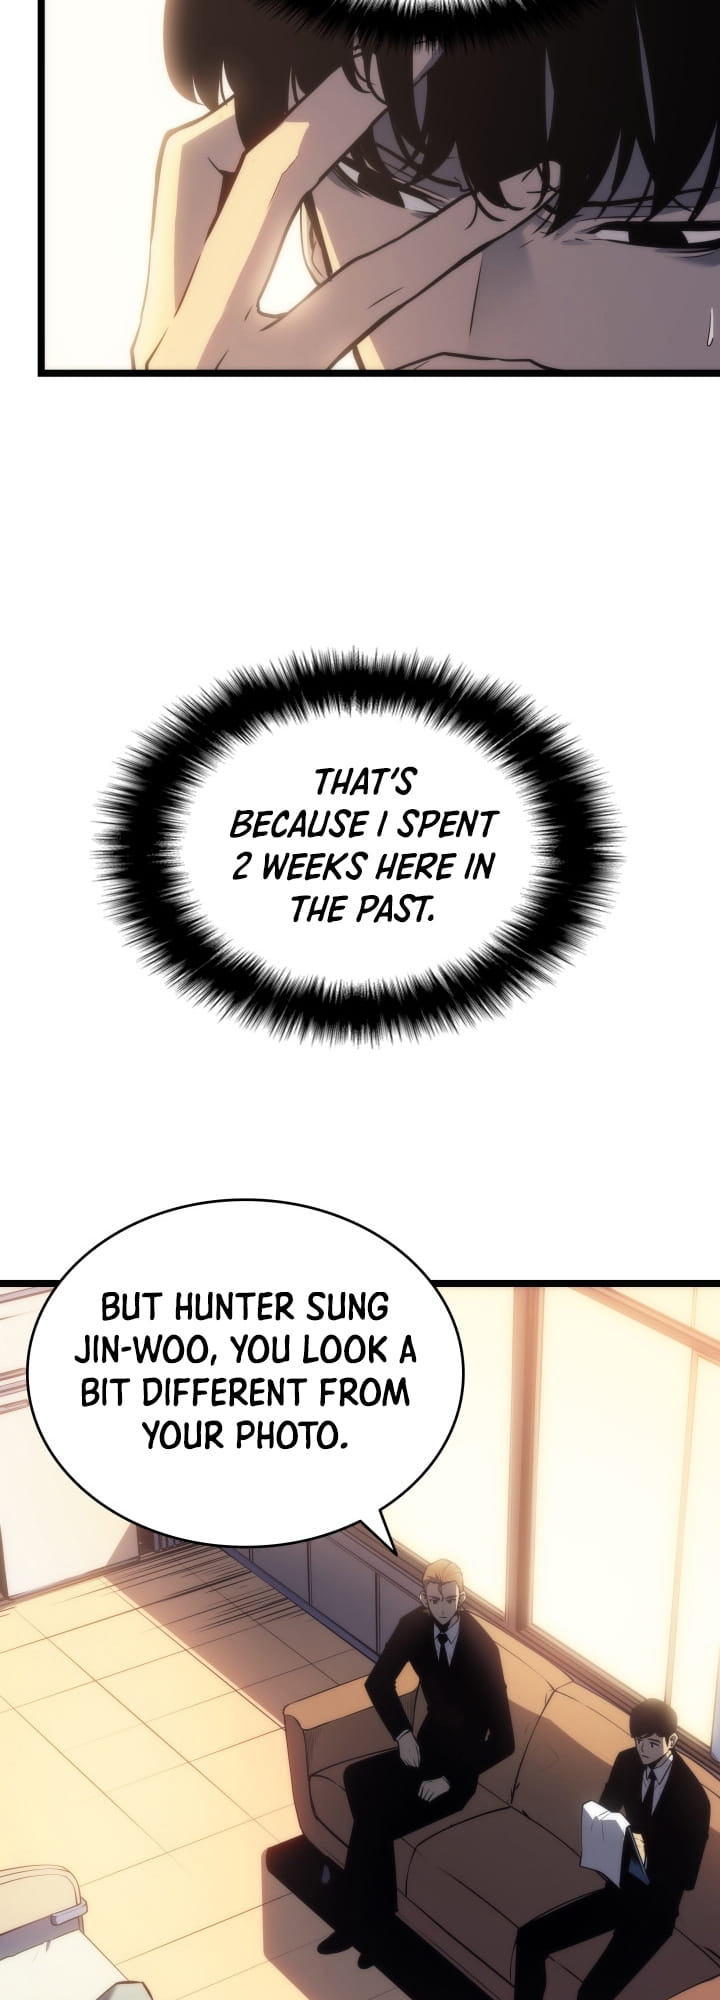 THAT'S
BECAUSE I SPENT
2 WEEKS HERE IN
THE PAST.
BUT HUNTER SUNG
JIN-WOO, YOU LOOK A
BIT DIFFERENT FROM
YOUR PHOTO.